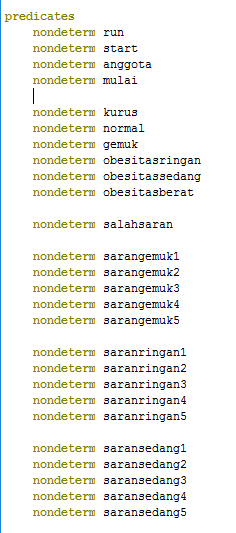 predicates
nondeterm run
nondeterm start
nondeterm anggota
nondeterm mulai
nondeterm kurus
nondeterm normal
nondeterm gemuk
nondeterm obesitasringan
nondeterm obesitassedang
nondeterm obesitasberat
nondeterm salahsaran
nondeterm sarangemuk1
nondeterm sarangemuk2
nondeterm sarangemuk3
nondeterm sarangemuk4
nondeterm sarangemuk5
nondeterm saranringan1
nondeterm saranringan2
nondeterm saranringan3
nondeterm saranringan4
nondeterm saranringan5
nondeterm saransedang1
nondeterm saransedang2
nondeterm saransedang3
nondeterm saransedang4
nondeterm saransedang5